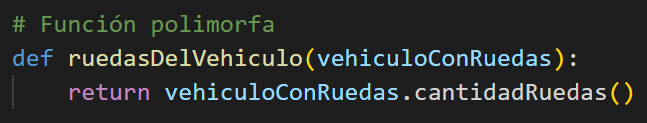 # Función polimorfa
def ruedasDelVehiculo(vehiculoConRuedas):
    return vehiculoConRuedas.cantidadRuedas()